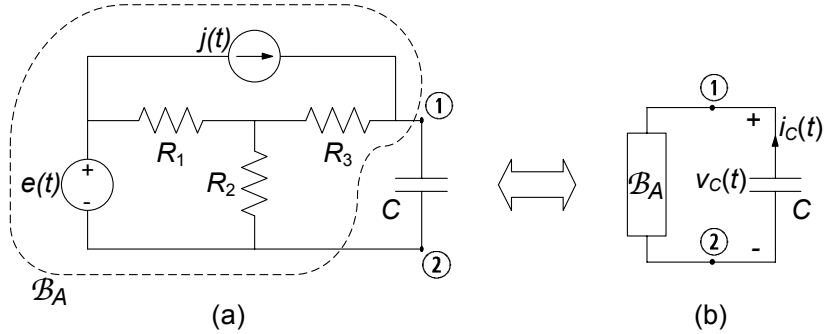 j(t)
1
R1
R3
e(t)
+
-
R2
C
2
ℬA
(a)
1
+
iC(t)
ℬA
vC(t)
C
2
-
(b)